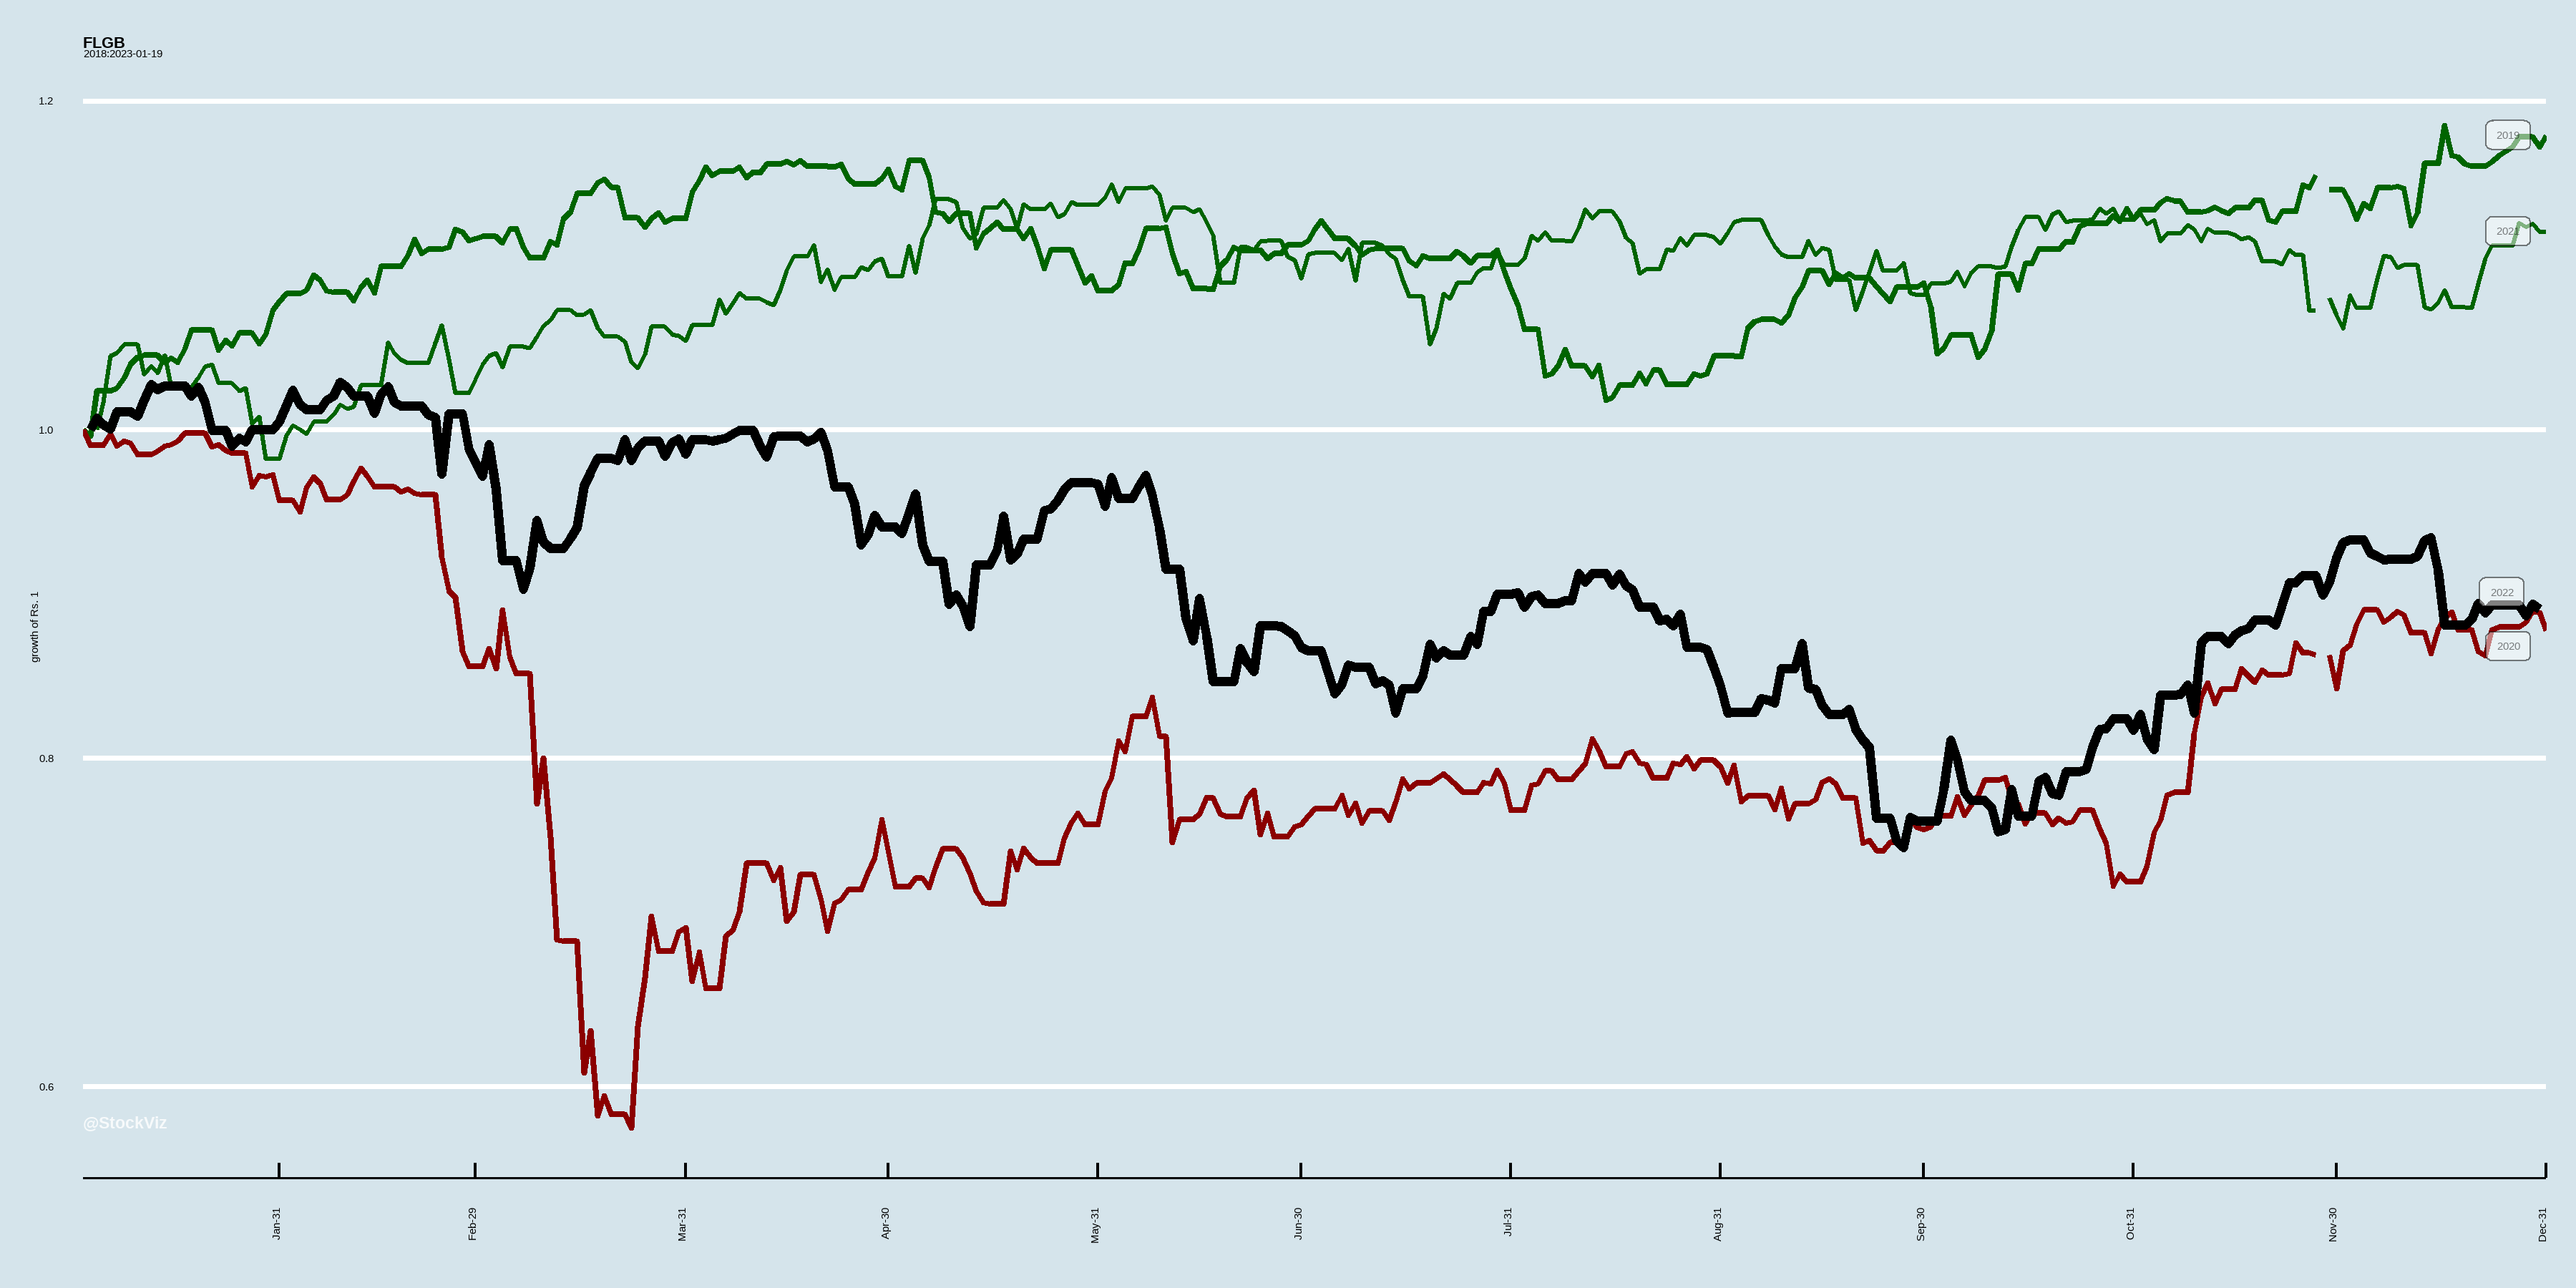 FLGB
2018:2023-01-19
1.2
1.0
0.8
0.6
growth of Rs. 1
2019
2021
2022
2020
@StockViz
Jan-31
Feb-29
Mar-31
Apr-30
May-31
Jun-30
Jul-31
Aug-31
Sep-30
Oct-31
Nov-30
Dec-31